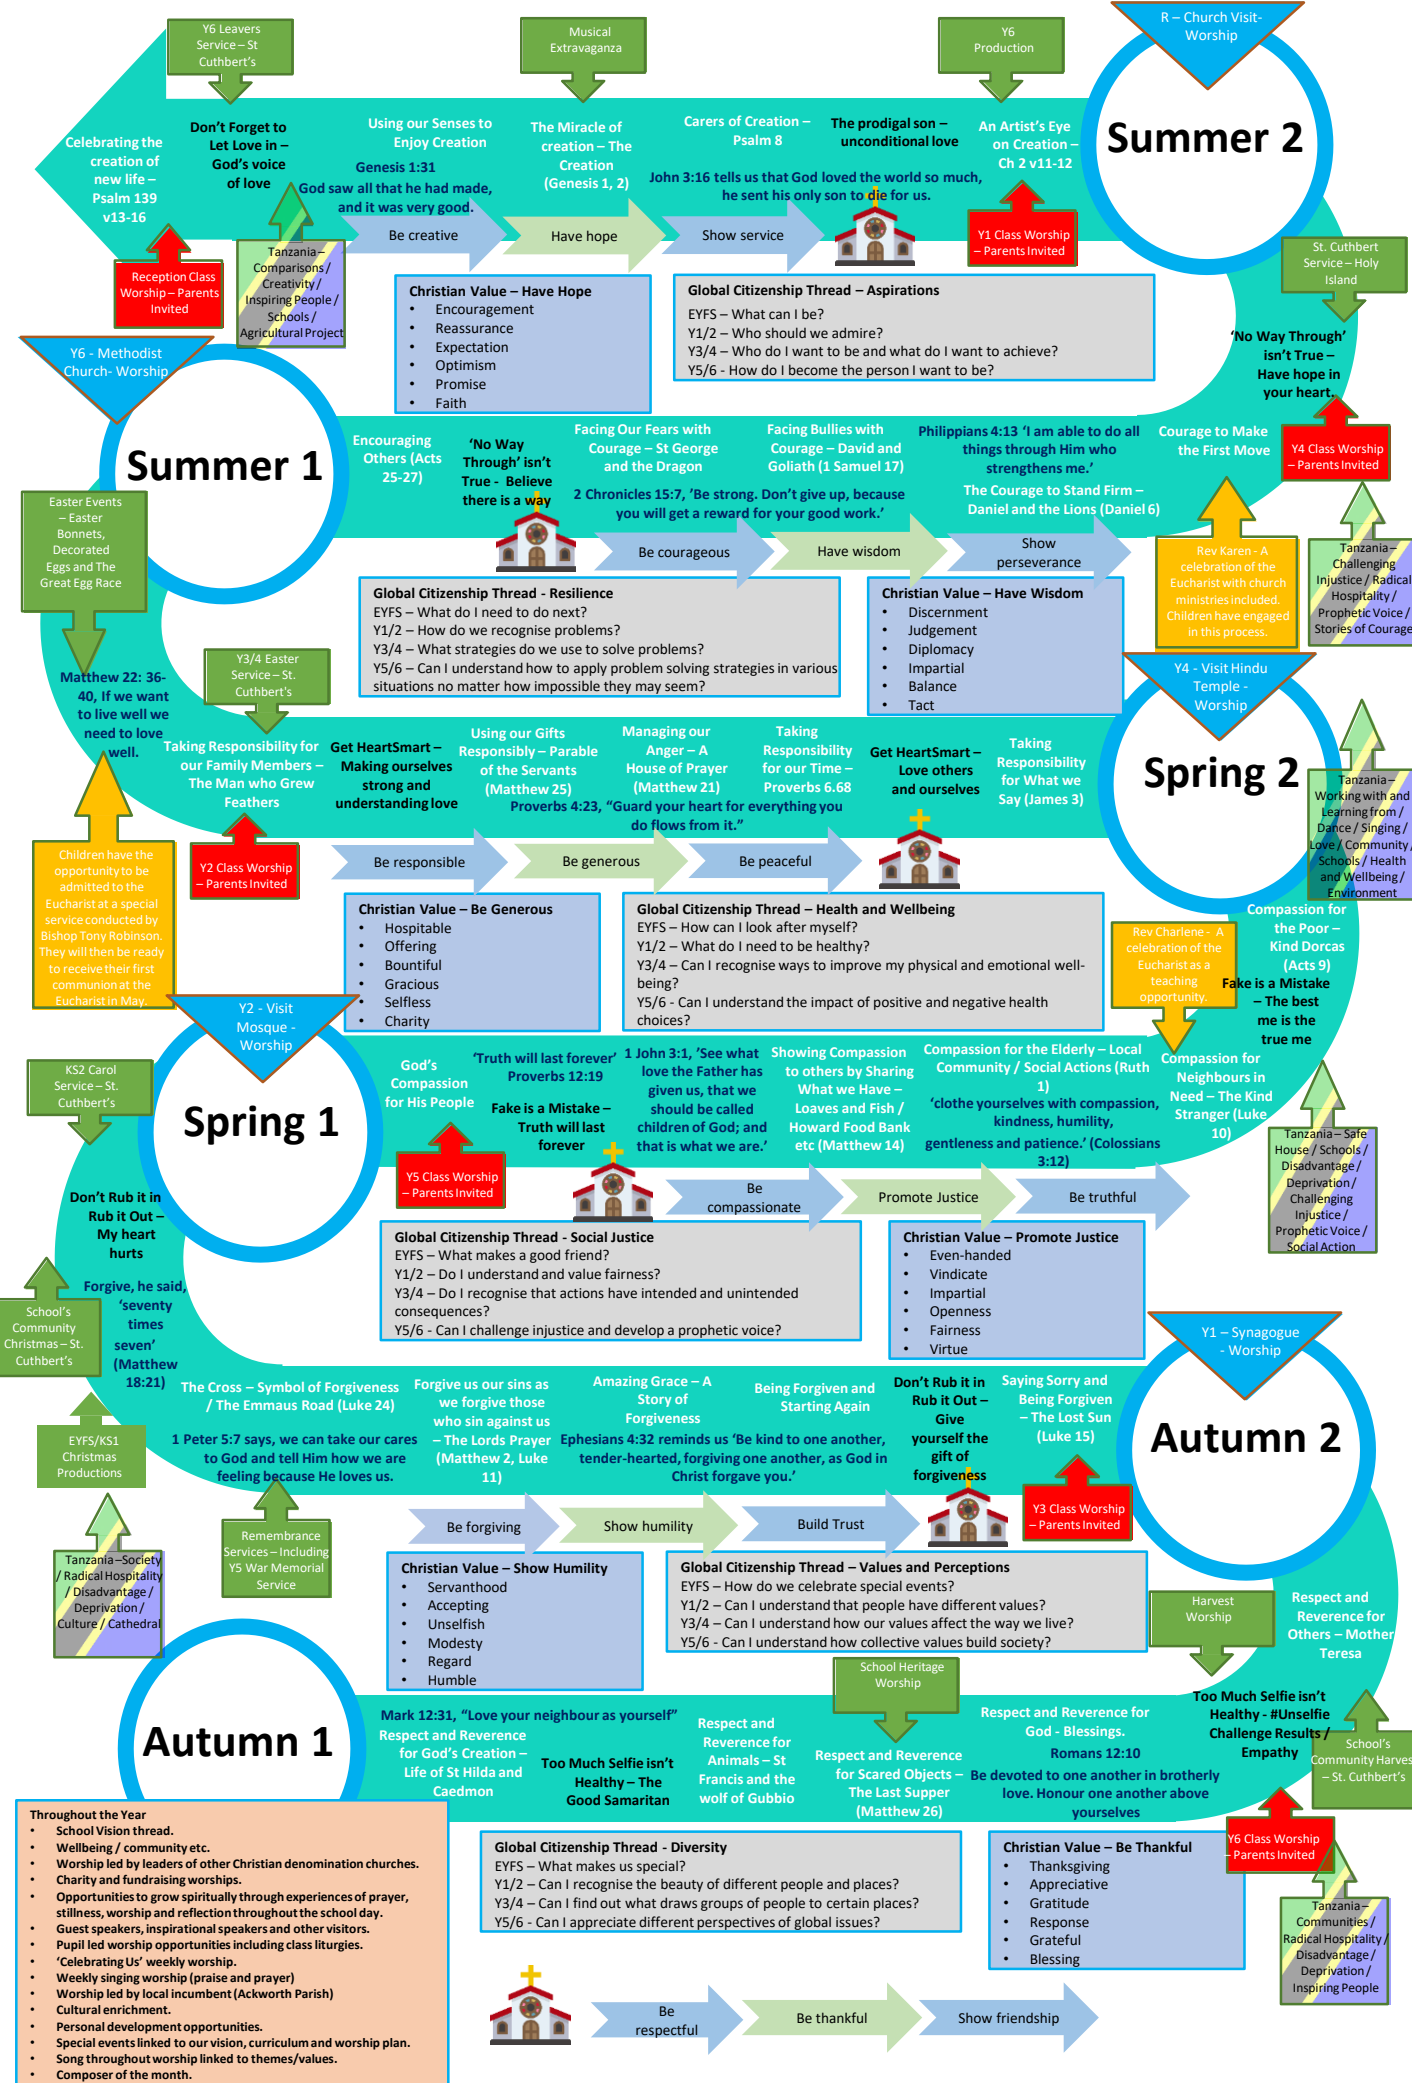 Y6 Leavers
Service – St
Cuthbert's
Musical
Extravaganza
Y6
Production
R – Church Visit-
Worship
Summer 2
Celebrating the
creation of
new life –
Psalm 139
v13-16
Don't Forget to
Let Love in –
God's voice
of love
Using our Senses to
Enjoy Creation
Genesis 1:31
God saw all that he had made,
and it was very good.
The Miracle of
creation – The
Creation
(Genesis 1, 2)
Carers of Creation –
Psalm 8
The prodigal son –
unconditional love
John 3:16 tells us that God loved the world so much,
he sent his only son to die for us.
An Artist's Eye
on Creation –
Ch 2 v11-12
Reception Class
Worship – Parents
Invited
Tanzania –
Comparisons /
Creativity /
Inspiring People /
Schools /
Agricultural Project
Be creative
Have hope
Show service
Y1 Class Worship
– Parents Invited
St. Cuthbert
Service – Holy
Island
Christian Value – Have Hope
• Encouragement
• Reassurance
• Expectation
• Optimism
• Promise
• Faith
Global Citizenship Thread – Aspirations
EYFS – What can I be?
Y1/2 – Who should we admire?
Y3/4 – Who do I want to be and what do I want to achieve?
Y5/6 - How do I become the person I want to be?
'No Way Through'
isn't True –
Have hope in
your heart.
Y6 - Methodist
Church- Worship
Summer 1
Encouraging
Others (Acts
25-27)
'No Way
Through' isn't
True - Believe
there is a way
Facing Our Fears with
Courage – St George
and the Dragon
Facing Bullies with
Courage – David and
Goliath (1 Samuel 17)
2 Chronicles 15:7, 'Be strong. Don't give up, because
you will get a reward for your good work.'
Philippians 4:13 'I am able to do all
things through Him who
strengthens me.'
The Courage to Stand Firm –
Daniel and the Lions (Daniel 6)
Courage to Make
the First Move
Y4 Class Worship
– Parents Invited
Easter Events
– Easter
Bonnets,
Decorated
Eggs and The
Great Egg Race
Be courageous
Have wisdom
Show
perseverance
Rev Karen - A
celebration of the
Eucharist with church
ministries included.
Children have engaged
in this process.
Tanzania –
Challenging
Injustice / Radical
Hospitality /
Prophetic Voice /
Stories of Courage
Global Citizenship Thread - Resilience
EYFS – What do I need to do next?
Y1/2 – How do we recognise problems?
Y3/4 – What strategies do we use to solve problems?
Y5/6 – Can I understand how to apply problem solving strategies in various
situations no matter how impossible they may seem?
Christian Value – Have Wisdom
• Discernment
• Judgement
• Diplomacy
• Impartial
• Balance
• Tact
Y4 - Visit Hindu
Temple -
Worship
Spring 2
Matthew 22: 36-
40, If we want
to live well we
need to love
well.
Y3/4 Easter
Service – St.
Cuthbert's
Taking Responsibility for
our Family Members –
The Man who Grew
Feathers
Get HeartSmart –
Making ourselves
strong and
understanding love
Using our Gifts
Responsibly – Parable
of the Servants
(Matthew 25)
Managing our
Anger – A
House of Prayer
(Matthew 21)
Taking
Responsibility
for our Time –
Proverbs 6.68
Proverbs 4:23, "Guard your heart for everything you
do flows from it."
Get HeartSmart –
Love others
and ourselves
Taking
Responsibility
for What we
Say (James 3)
Tanzania –
Working with and
Learning from /
Dance / Singing /
Love / Community /
Schools / Health
and Wellbeing /
Environment
Children have the
opportunity to be
admitted to the
Eucharist at a special
service conducted by
Bishop Tony Robinson.
They will then be ready
to receive their first
communion at the
Eucharist in May.
Y2 Class Worship
– Parents Invited
Be responsible
Be generous
Be peaceful
Christian Value – Be Generous
• Hospitable
• Offering
• Bountiful
• Gracious
• Selfless
• Charity
Global Citizenship Thread – Health and Wellbeing
EYFS – How can I look after myself?
Y1/2 – What do I need to be healthy?
Y3/4 – Can I recognise ways to improve my physical and emotional well-
being?
Y5/6 - Can I understand the impact of positive and negative health
choices?
Rev Charlene - A
celebration of the
Eucharist as a
teaching
opportunity.
Compassion for
the Poor –
Kind Dorcas
(Acts 9)
Fake is a Mistake
– The best
me is the
true me
Y2 - Visit
Mosque -
Worship
Spring 1
KS2 Carol
Service – St.
Cuthbert's
God's
Compassion
for His People
'Truth will last forever'
Proverbs 12:19
Fake is a Mistake –
Truth will last
forever
1 John 3:1, 'See what
love the Father has
given us, that we
should be called
children of God; and
that is what we are.'
Showing Compassion
to others by Sharing
What we Have –
Loaves and Fish /
Howard Food Bank
etc (Matthew 14)
Compassion for the Elderly – Local
Community / Social Actions (Ruth
1)
'clothe yourselves with compassion,
kindness, humility,
gentleness and patience.' (Colossians
3:12)
Compassion for
Neighbours in
Need – The Kind
Stranger (Luke
10)
Y5 Class Worship
– Parents Invited
Be
compassionate
Promote Justice
Be truthful
Tanzania – Safe
House / Schools /
Disadvantage /
Deprivation /
Challenging
Injustice /
Prophetic Voice /
Social Action
Don't Rub it in
Rub it Out –
My heart
hurts
Forgive, he said,
'seventy
times
seven'
(Matthew
18:21)
School's
Community
Christmas – St.
Cuthbert's
Global Citizenship Thread - Social Justice
EYFS – What makes a good friend?
Y1/2 – Do I understand and value fairness?
Y3/4 – Do I recognise that actions have intended and unintended
consequences?
Y5/6 - Can I challenge injustice and develop a prophetic voice?
Christian Value – Promote Justice
• Even-handed
• Vindicate
• Impartial
• Openness
• Fairness
• Virtue
Y1 – Synagogue
- Worship
Autumn 2
The Cross – Symbol of Forgiveness
/ The Emmaus Road (Luke 24)
1 Peter 5:7 says, we can take our cares
to God and tell Him how we are
feeling because He loves us.
Forgive us our sins as
we forgive those
who sin against us
– The Lords Prayer
(Matthew 2, Luke
11)
Amazing Grace – A
Story of
Forgiveness
Being Forgiven and
Starting Again
Ephesians 4:32 reminds us 'Be kind to one another,
tender-hearted, forgiving one another, as God in
Christ forgave you.'
Don't Rub it in
Rub it Out –
Give
yourself the
gift of
forgiveness
Saying Sorry and
Being Forgiven
– The Lost Sun
(Luke 15)
EYFS/KS1
Christmas
Productions
Y3 Class Worship
– Parents Invited
Tanzania –Society
/ Radical Hospitality
/ Disadvantage /
Deprivation /
Culture / Cathedral
Remembrance
Services – Including
Y5 War Memorial
Service
Be forgiving
Show humility
Build Trust
Christian Value – Show Humility
• Servanthood
• Accepting
• Unselfish
• Modesty
• Regard
• Humble
Global Citizenship Thread – Values and Perceptions
EYFS – How do we celebrate special events?
Y1/2 – Can I understand that people have different values?
Y3/4 – Can I understand how our values affect the way we live?
Y5/6 - Can I understand how collective values build society?
Harvest
Worship
Respect and
Reverence for
Others – Mother
Teresa
Autumn 1
School Heritage
Worship
Mark 12:31, "Love your neighbour as yourself"
Respect and Reverence
for God's Creation –
Life of St Hilda and
Caedmon
Too Much Selfie isn't
Healthy – The
Good Samaritan
Respect and
Reverence for
Animals – St
Francis and the
wolf of Gubbio
Respect and Reverence
for Scared Objects –
The Last Supper
(Matthew 26)
Respect and Reverence for
God - Blessings.
Romans 12:10
Be devoted to one another in brotherly
love. Honour one another above
yourselves
Too Much Selfie isn't
Healthy - #Unselfie
Challenge Results /
Empathy
School's
Community Harvest
– St. Cuthbert's
Y6 Class Worship
– Parents Invited
Throughout the Year
• School Vision thread.
• Wellbeing / community etc.
• Worship led by leaders of other Christian denomination churches.
• Charity and fundraising worships.
• Opportunities to grow spiritually through experiences of prayer,
stillness, worship and reflection throughout the school day.
• Guest speakers, inspirational speakers and other visitors.
• Pupil led worship opportunities including class liturgies.
• 'Celebrating Us' weekly worship.
• Weekly singing worship (praise and prayer)
• Worship led by local incumbent (Ackworth Parish)
• Cultural enrichment.
• Personal development opportunities.
• Special events linked to our vision, curriculum and worship plan.
• Song throughout worship linked to themes/values.
• Composer of the month.
Global Citizenship Thread - Diversity
EYFS – What makes us special?
Y1/2 – Can I recognise the beauty of different people and places?
Y3/4 – Can I find out what draws groups of people to certain places?
Y5/6 - Can I appreciate different perspectives of global issues?
Christian Value – Be Thankful
• Thanksgiving
• Appreciative
• Gratitude
• Response
• Grateful
• Blessing
Tanzania –
Communities /
Radical Hospitality /
Disadvantage /
Deprivation /
Inspiring People
Be
respectful
Be thankful
Show friendship